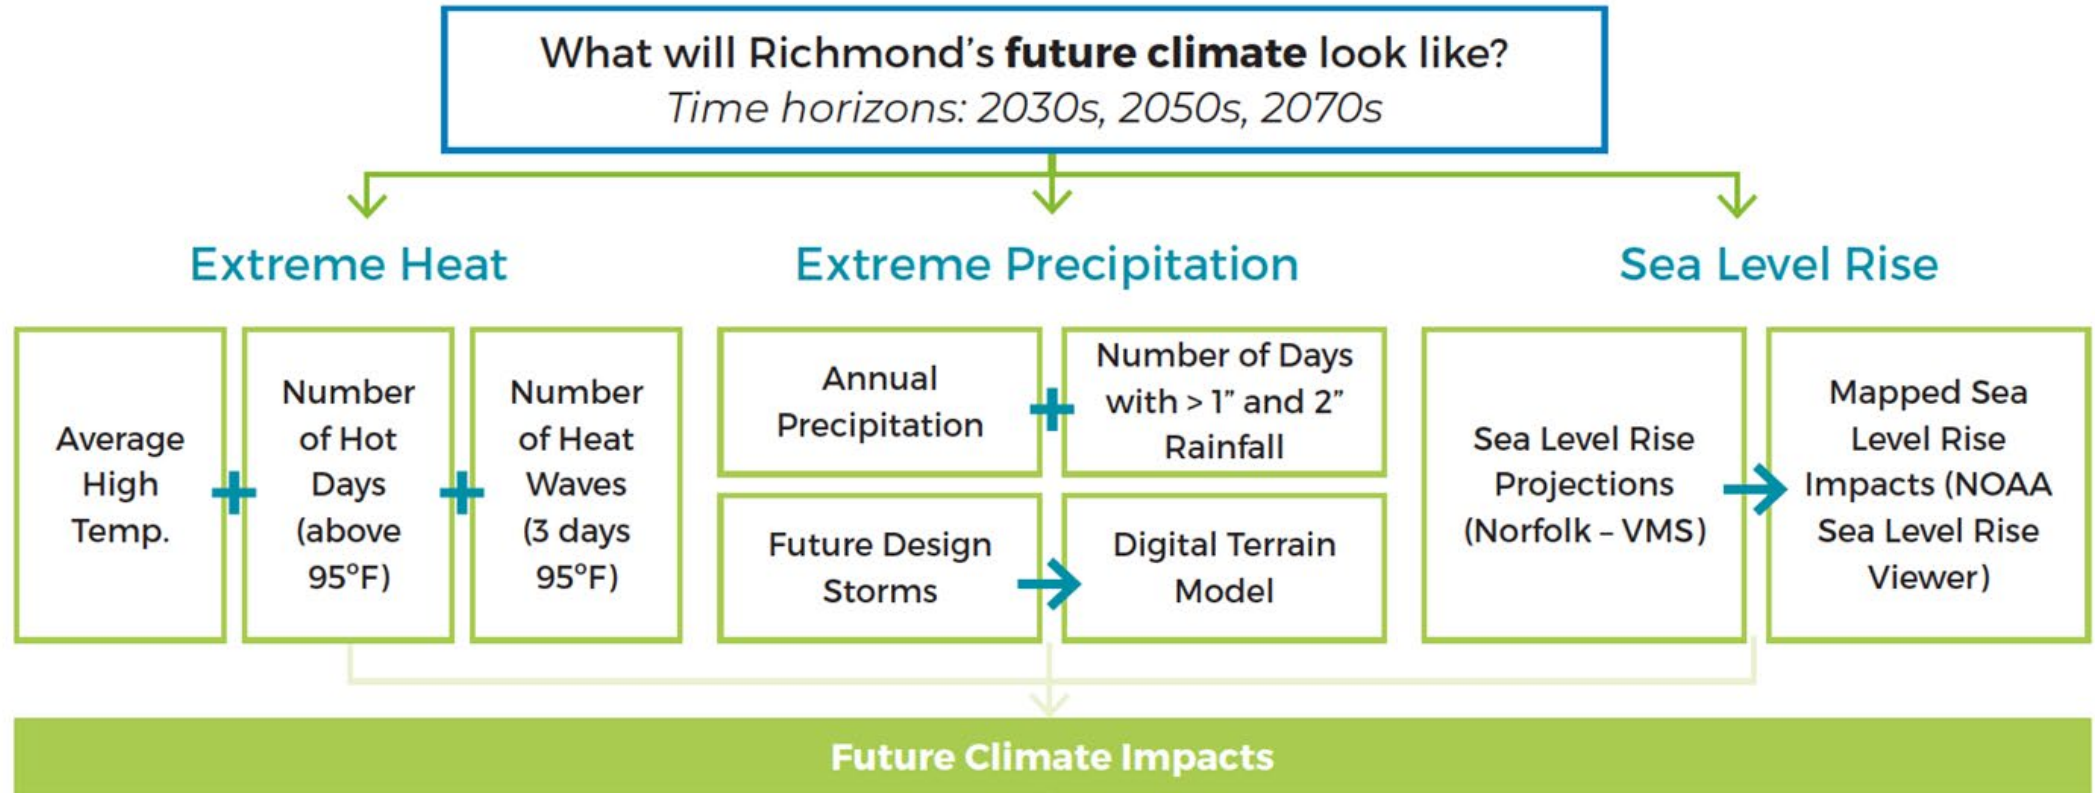 What will Richmond's future climate look like?
Time horizons: 2030s, 2050s, 2070s
Extreme Heat
Average
High
Temp.
+
Number
of Hot
Days
(above
95°F)
+
Number
of Heat
Waves
(3 days
95°F)
Extreme Precipitation
Annual
Precipitation
+
Number of Days
with > 1” and 2”
Rainfall
Future Design
Storms
Digital Terrain
Model
Sea Level Rise
Sea Level Rise
Projections
(Norfolk – VMS)
Mapped Sea
Level Rise
Impacts (NOAA
Sea Level Rise
Viewer)
Future Climate Impacts